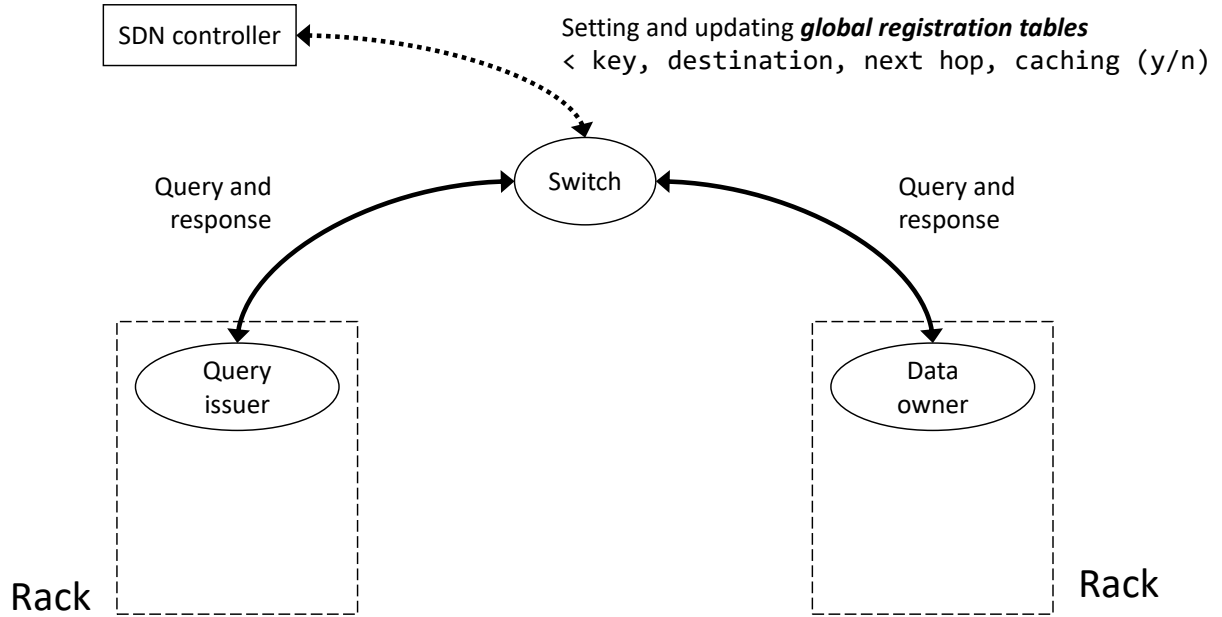 SDN controller
Setting and updating global registration tables
< key, destination, next hop, caching (y/n)
Switch
Query and
response
Query and
response
Query
issuer
Data
owner
Rack
Rack